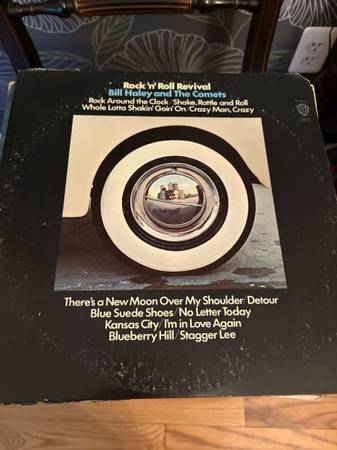 Rock 'n' Roll Revival
Bill Haley and The Comets
Rock Around the Clock/Shake, Rattle and Roll
Whole Lotta Shakin' Goin' On/Crazy Man, Crazy
There's a New Moon Over My Shoulder/Detour
Blue Suede Shoes/No Letter Today
Kansas City/I'm in Love Again
Blueberry Hill/Stagger Lee